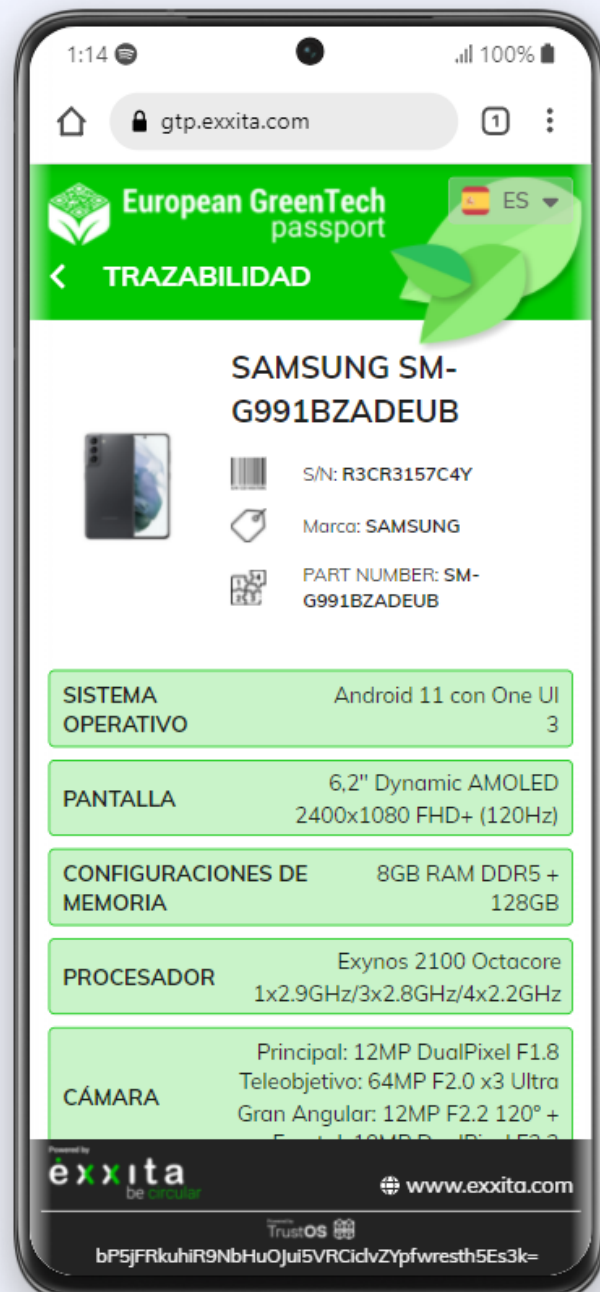 1:14
100%
gtp.exxita.com
1
European GreenTech
passport
ES
TRAZABILIDAD
SAMSUNG SM-
G991BZADEUB
S/N: R3CR3157C4Y
Marca: SAMSUNG
PART NUMBER: SM-
G991BZADEUB
SISTEMA
OPERATIVO
Android 11 con One UI
3
PANTALLA
6,2" Dynamic AMOLED
2400x1080 FHD+ (120Hz)
CONFIGURACIONES DE
MEMORIA
8GB RAM DDR5 +
128GB
PROCESADOR
Exynos 2100 Octacore
1x2.9GHz/3x2.8GHz/4x2.2GHz
CÁMARA
Principal: 12MP DualPixel F1.8
Teleobjetivo: 64MP F2.0 x3 Ultra
Gran Angular: 12MP F2.2 120° +
Powered by
exxita
be circular
www.exxita.com
Powered by
TrustOS